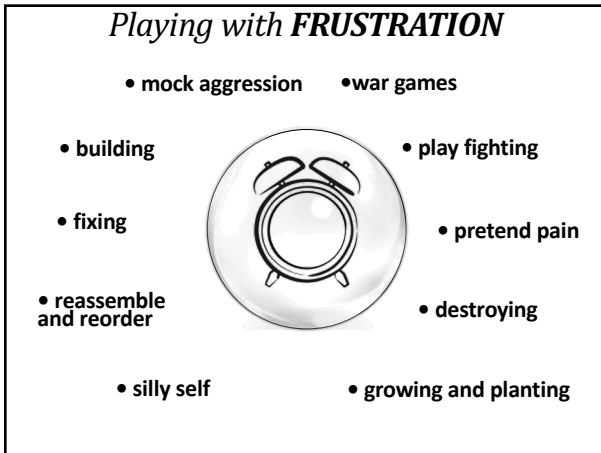 Playing with FRUSTRATION
• mock aggression •war games
• building
• play fighting
• fixing
• pretend pain
• reassemble
and reorder
• destroying
• silly self
• growing and planting